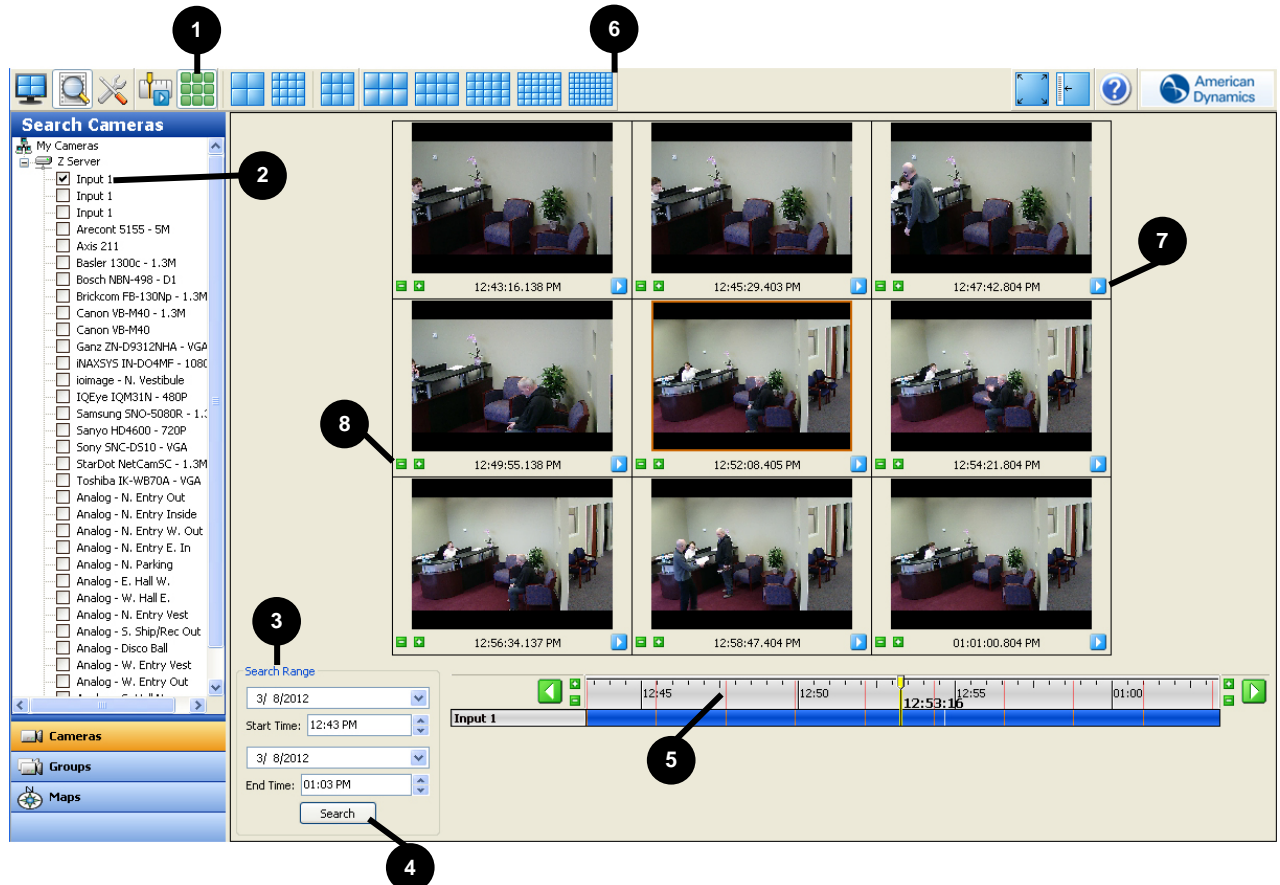 1
6
American
Dynamics
Search Cameras
My Cameras
Z Server
Input 1
Input 1
Input 1
Arecont 5155 - 5M
Axis 211
Basler 1300c - 1.3M
Bosch NBN-498 - D1
Brickcom FB-130Np - 1.3M
Canon VB-M40 - 1.3M
Canon VB-M40
Ganz ZN-D9312NHA - VGA
iNAXSYS IN-DO4MF - 108
ioimage - N. Vestibule
IQEye IQM31N - 480P
Samsung SNO-5080R - 1.
Sanyo HD4600 - 720P
Sony SNC-DS10 - VGA
StarDot NetCamSC - 1.3M
Toshiba IK-WB70A - VGA
Analog - N. Entry Out
Analog - N. Entry Inside
Analog - N. Entry W. Out
Analog - N. Entry E. In
Analog - N. Parking
Analog - E. Hall W.
Analog - W. Hall E.
Analog - N. Entry Vest
Analog - S. Ship/Rec Out
Analog - Disco Ball
Analog - W. Entry Vest
Analog - W. Entry Out
Cameras
Groups
N
Maps
2
7
12:43:16.138 PM
12:45:29.403 PM
12:47:42.804 PM
8
12:49:55.138 PM
12:52:08.405 PM
12:54:21.804 PM
12:56:34.137 PM
12:58:47.404 PM
01:01:00.804 PM
3
Search Range
3/ 8/2012
Start Time: 12:43 PM
3/ 8/2012
End Time: 01:03 PM
Search
4
12:45
12:50
12:55
01:00
12:53:16
Input 1
5